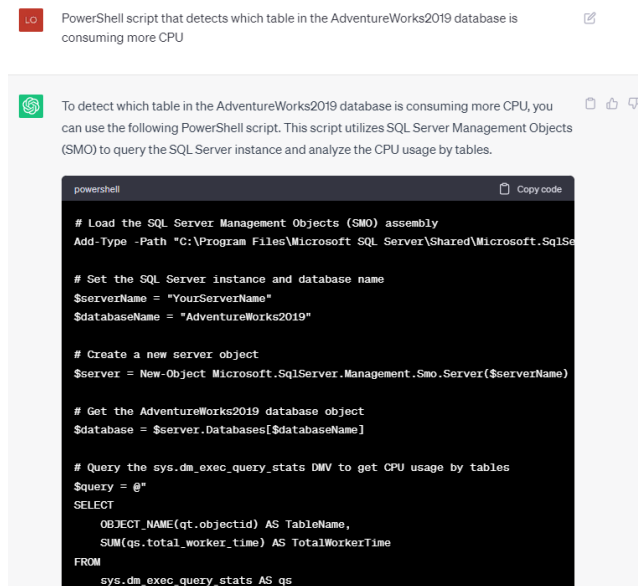 LO
PowerShell script that detects which table in the AdventureWorks2019 database is
consuming more CPU
To detect which table in the AdventureWorks2019 database is consuming more CPU, you
can use the following PowerShell script. This script utilizes SQL Server Management Objects
(SMO) to query the SQL Server instance and analyze the CPU usage by tables.
powershell
Copy code
# Load the SQL Server Management Objects (SMO) assembly
Add-Type -Path "C:\Program Files\Microsoft SQL Server\Shared\Microsoft.SqlSe
# Set the SQL Server instance and database name
$serverName = "YourServerName"
$databaseName = "AdventureWorks2019"
# Create a new server object
$server = New-Object Microsoft.SqlServer.Management.Smo.Server($serverName)
# Get the AdventureWorks2019 database object
$database = $server.Databases[$databaseName]
# Query the sys.dm_exec_query_stats DMV to get CPU usage by tables
$query = @"
SELECT
OBJECT_NAME(qt.objectid) AS TableName,
SUM(qs.total_worker_time) AS TotalWorkerTime
FROM
sys.dm_exec_query_stats AS qs